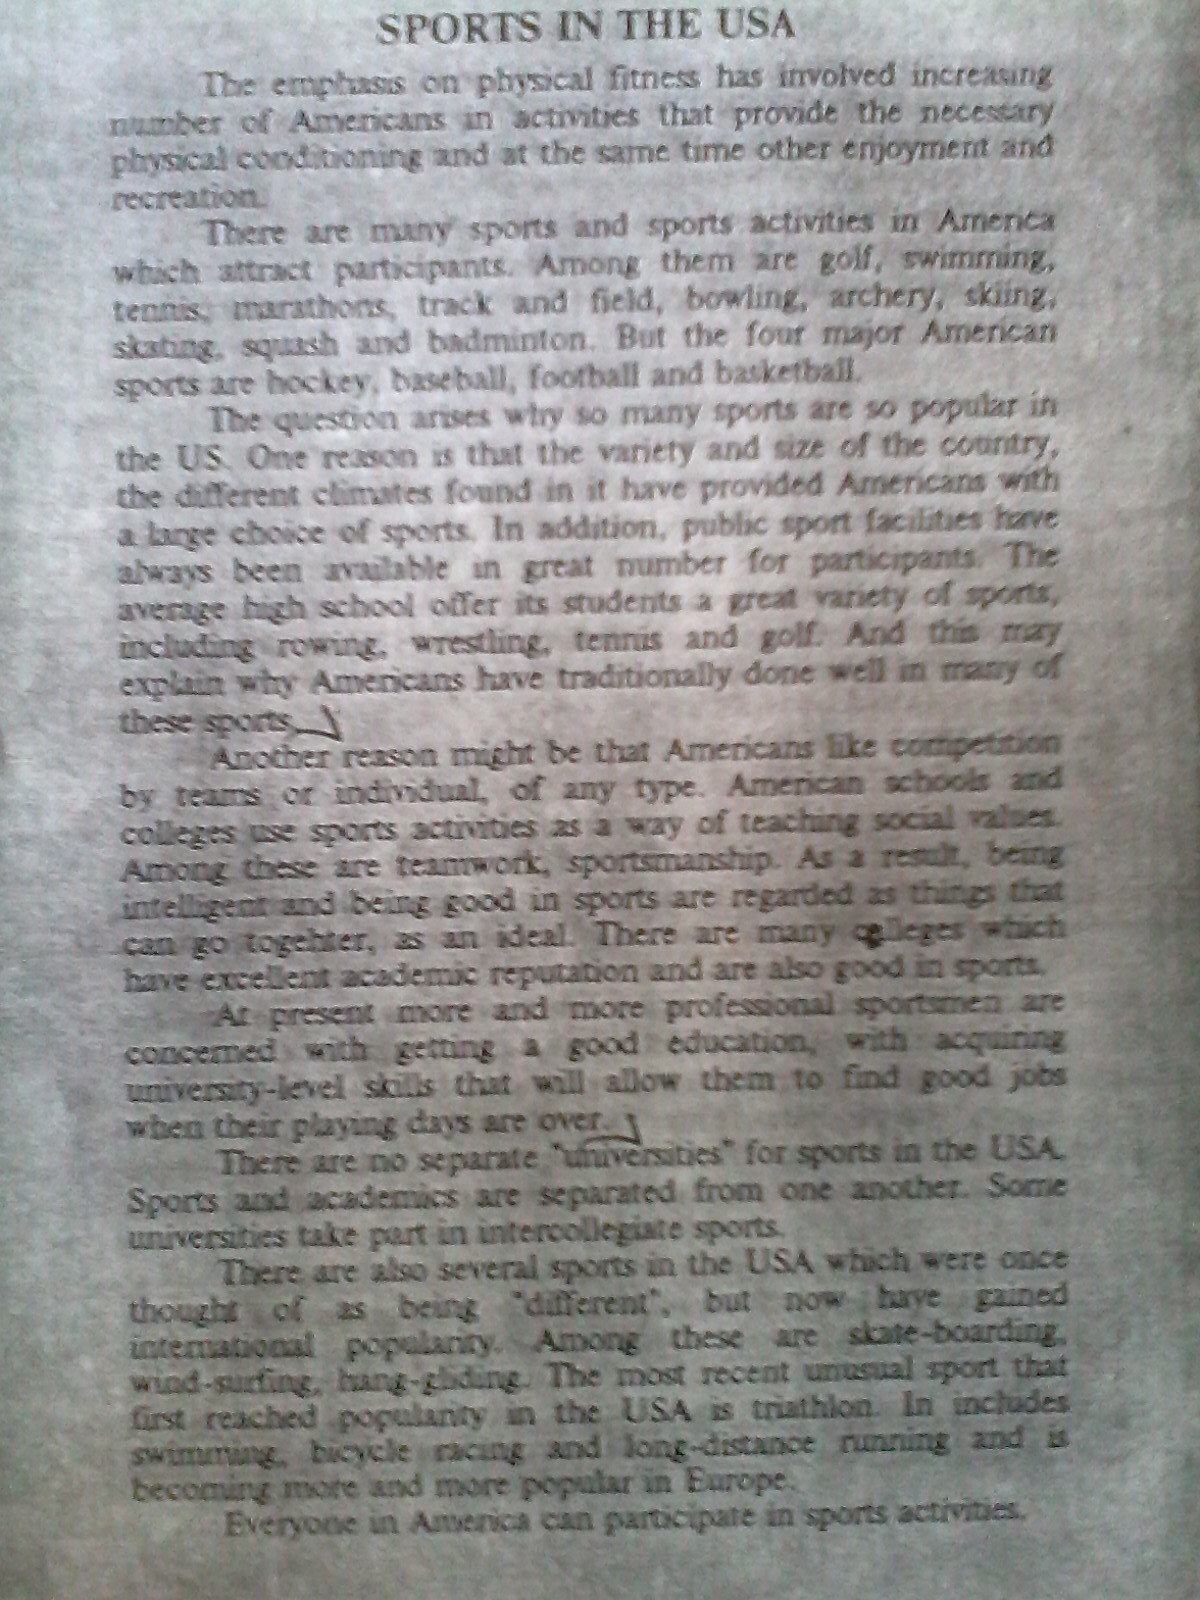 SPORTS IN THE USA
The emphasis on physical fitness has involved increasing
number of Americans in activities that provide the necessary
physical conditioning and at the same time other enjoyment and
recreation.
There are many sports and sports activities in America
which attract participants. Among them are golf, swimming,
tennis, marathons, track and field, bowling, archery, skiing,
skating, squash and badminton. But the four major American
sports are hockey, baseball, football and basketball.
The question arises why so many sports are so popular in
the US. One reason is that the variety and size of the country,
the different climates found in it have provided Americans with
a large choice of sports. In addition, public sport facilities have
always been available in great number for participants. The
average high school offer its students a great variety of sports,
including rowing, wrestling, tennis and golf. And this may
explain why Americans have traditionally done well in many of
these sports.
Another reason might be that Americans like competition
by teams or individual, of any type. American schools and
colleges use sports activities as a way of teaching social values.
Among these are teamwork, sportsmanship. As a result, being
intelligent and being good in sports are regarded as things that
can go togehter, as an ideal. There are many colleges which
have excellent academic reputation and are also good in sports.
At present more and more professional sportsmen are
concerned with getting a good education, with acquiring
university-level skills that will allow them to find good jobs
when their playing days are over.
There are no separate "universities" for sports in the USA.
Sports and academics are separated from one another. Some
universities take part in intercollegiate sports.
There are also several sports in the USA which were once
thought of as being "different", but now have gained
international popularity. Among these are skate-boarding,
wind-surfing, hang-gliding. The most recent unusual sport that
first reached popularity in the USA is triathlon. In includes
swimming, bicycle racing and long-distance running and is
becoming more and more popular in Europe.
Everyone in America can participate in sports activities.